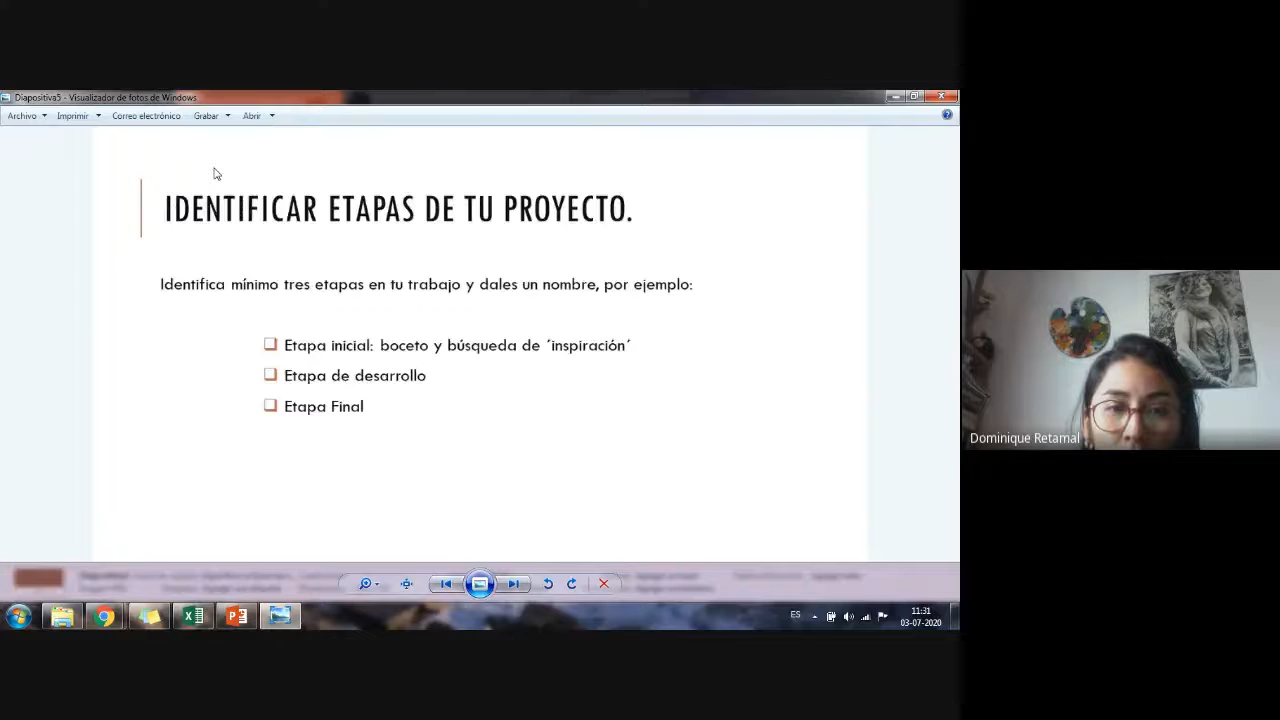 Diapositiva5 - Visualizador de fotos de Windows
Archivo Imprimir Correo electrónico Grabar Abrir
IDENTIFICAR ETAPAS DE TU PROYECTO.
Identifica mínimo tres etapas en tu trabajo y dales un nombre, por ejemplo:
Etapa inicial: boceto y búsqueda de ´inspiración´
Etapa de desarrollo
Etapa Final
Dominique Retamal
ES
11:31
03-07-2020